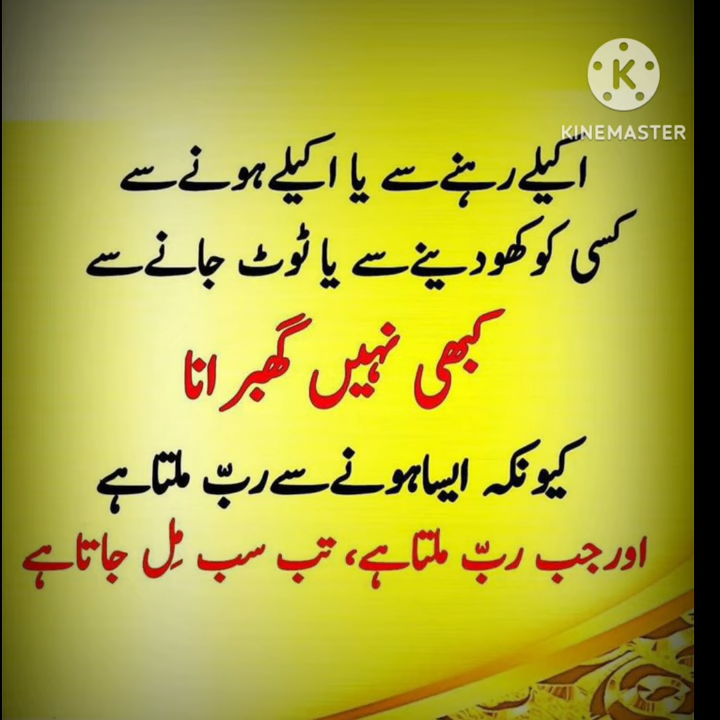 K
KINEMASTER
اکیلے رہنے سے یا اکیلے ہونے سے
کسی کو کھو دینے سے یا ٹوٹ جانے سے
کبھی نہیں گھبرانا
کیونکہ ایسا ہونے سے ربّ ملتا ہے
اور جب ربّ ملتا ہے، تب سب مِل جاتا ہے